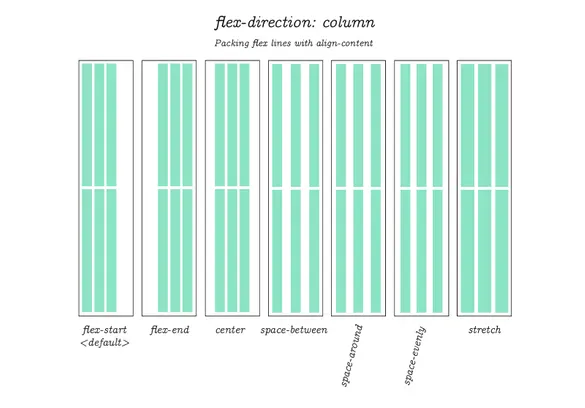 flex-direction: column
Packing flex lines with align-content
flex-start
<default>
flex-end
center
space-between
space-around
space-evenly
stretch